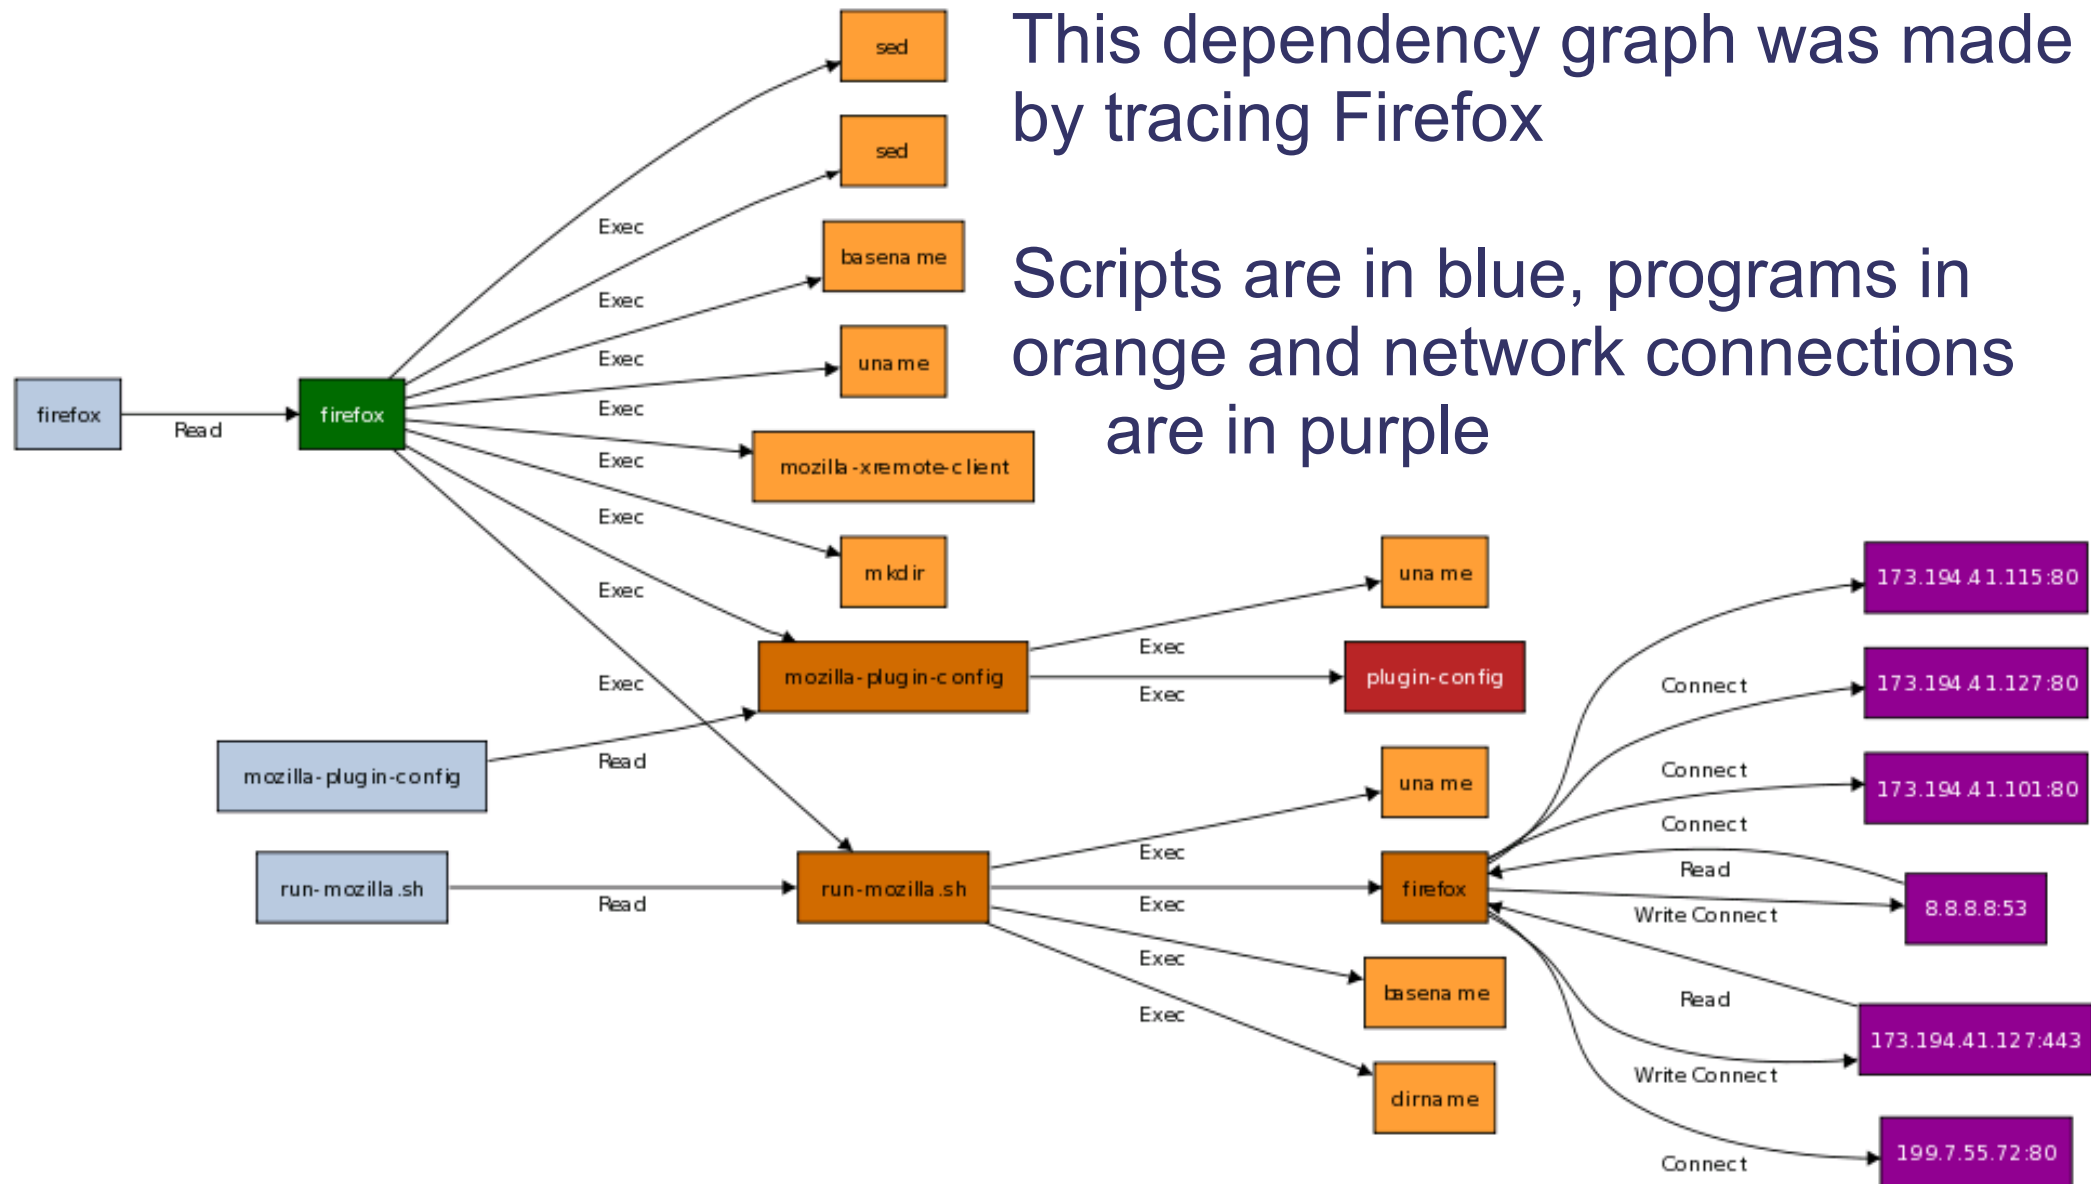 This dependency graph was made
by tracing Firefox
Scripts are in blue, programs in
orange and network connections
are in purple
sed
sed
basename
uname
mozilla-xremote-client
mkdir
firefox
Read
firefox
Exec
Exec
Exec
Exec
Exec
Exec
Exec
Exec
mozilla-plugin-config
Read
mozilla-plugin-config
Exec
Exec
uname
plugin-config
run-mozilla.sh
Read
run-mozilla.sh
Exec
Exec
Exec
Exec
uname
firefox
basename
dirname
Connect
Connect
Connect
Read
Write Connect
Read
Write Connect
Connect
173.194.41.115:80
173.194.41.127:80
173.194.41.101:80
8.8.8.8:53
173.194.41.127:443
199.7.55.72:80